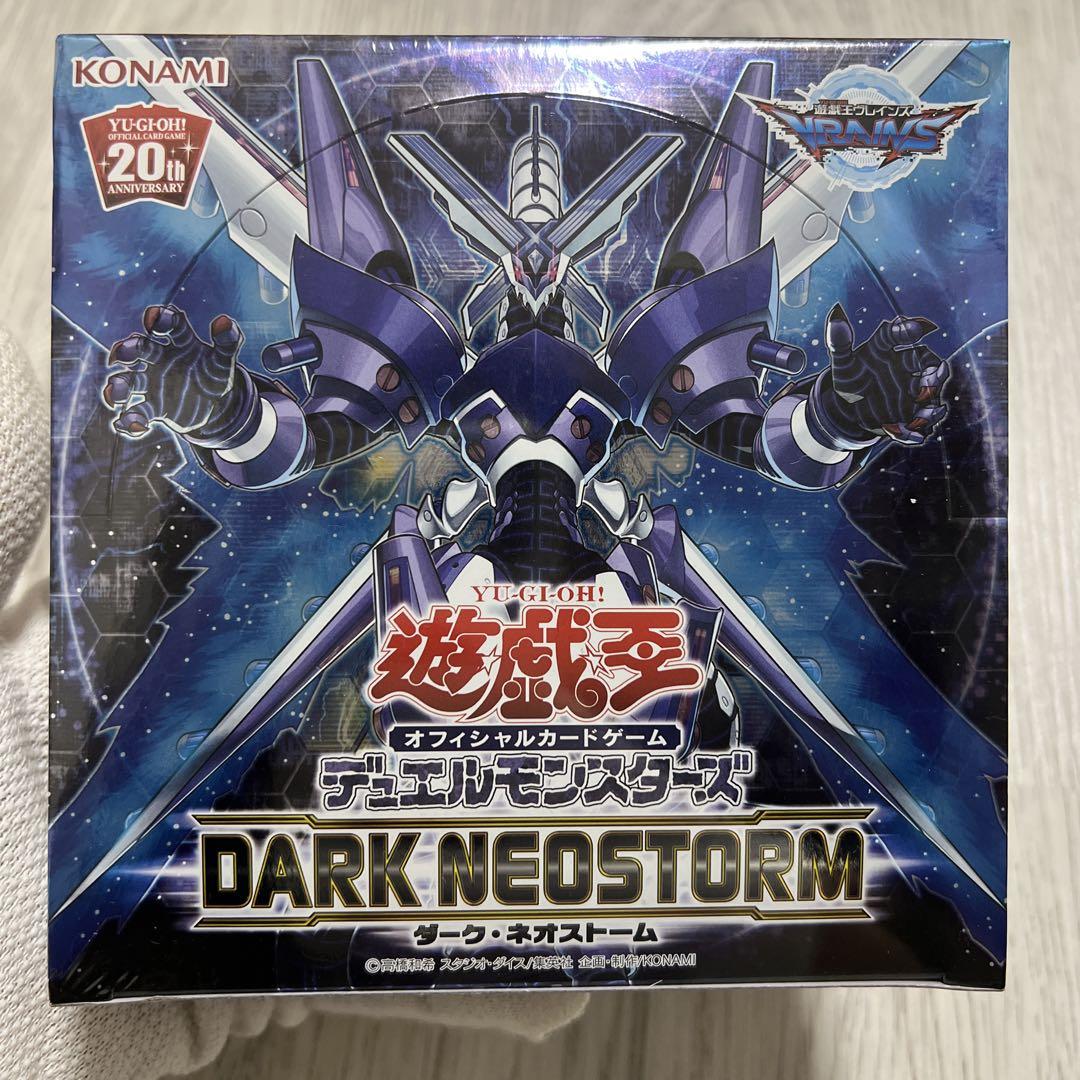 KONAMI
YU-GI-OH!
OFFICIAL CARD GAME
20th
ANNIVERSARY
遊戯王ヴレインズ
VRAINS
YU-GI-OH!
遊戯王
オフィシャルカードゲーム
デュエルモンスターズ
DARK NEOSTORM
ダーク・ネオストーム
©高橋和希 スタジオ・ダイス/集英社 企画・制作/KONAMI